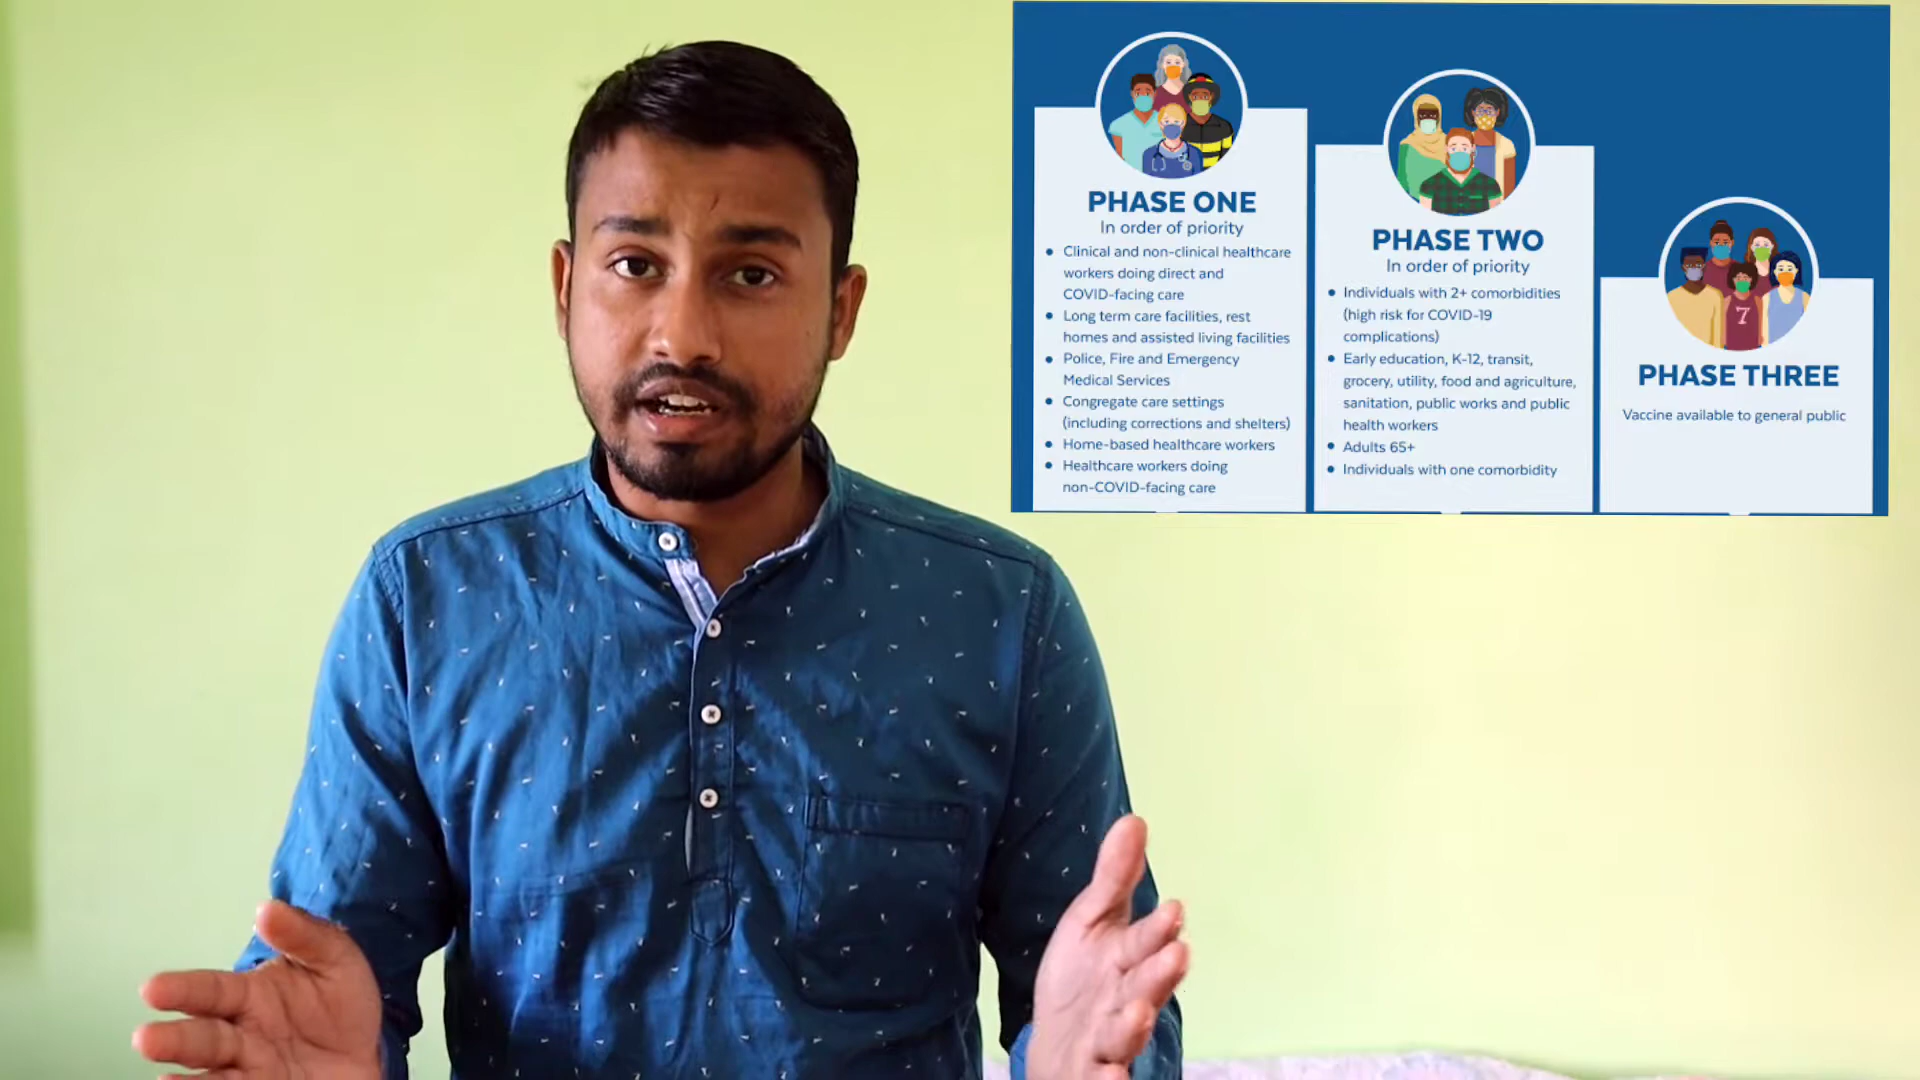 PHASE ONE
In order of priority
• Clinical and non-clinical healthcare
workers doing direct and
COVID-facing care
• Long term care facilities, rest
homes and assisted living facilities
• Police, Fire and Emergency
Medical Services
• Congregate care settings
(including corrections and shelters)
• Home-based healthcare workers
• Healthcare workers doing
non-COVID-facing care
PHASE TWO
In order of priority
• Individuals with 2+ comorbidities
(high risk for COVID-19
complications)
• Early education, K-12, transit,
grocery, utility, food and agriculture,
sanitation, public works and public
health workers
• Adults 65+
• Individuals with one comorbidity
7
PHASE THREE
Vaccine available to general public